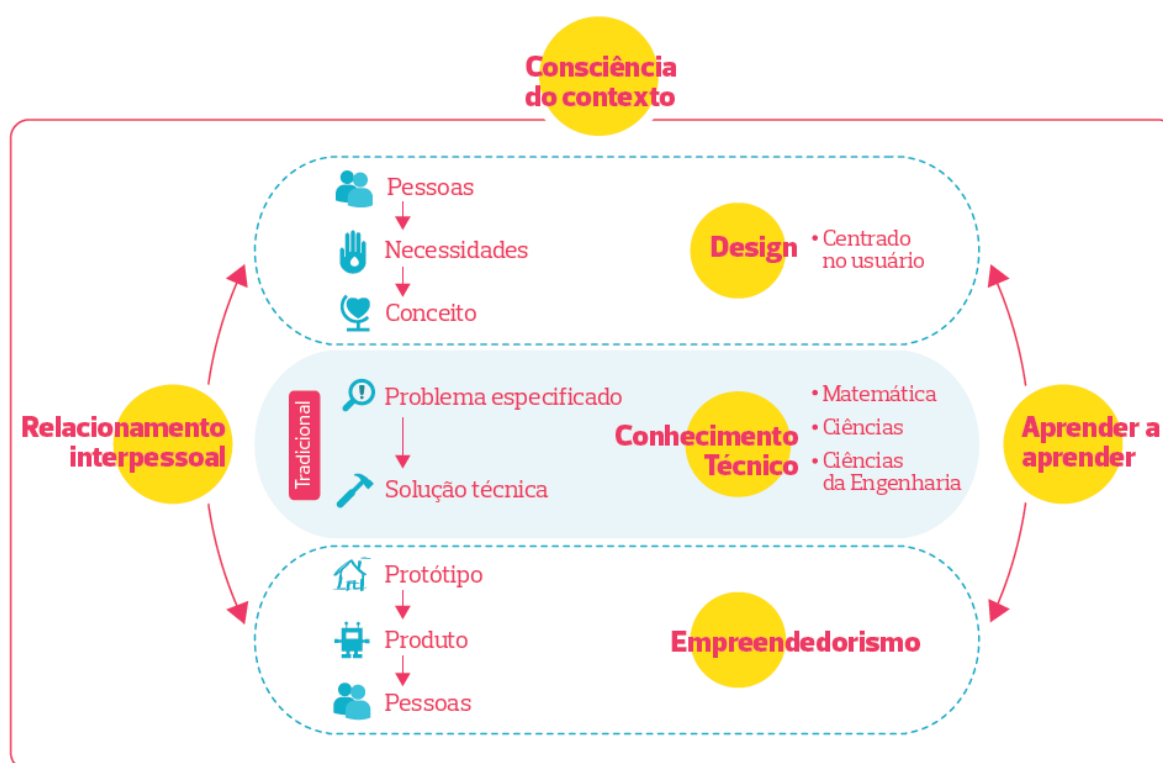 Consciência
do contexto
Pessoas
Necessidades
Conceito
Design
• Centrado
no usuário
Relacionamento
interpessoal
Tradicional
Problema especificado
Solução técnica
Conhecimento
Técnico
• Matemática
• Ciências
• Ciências
da Engenharia
Aprender a
aprender
Protótipo
Produto
Pessoas
Empreendedorismo